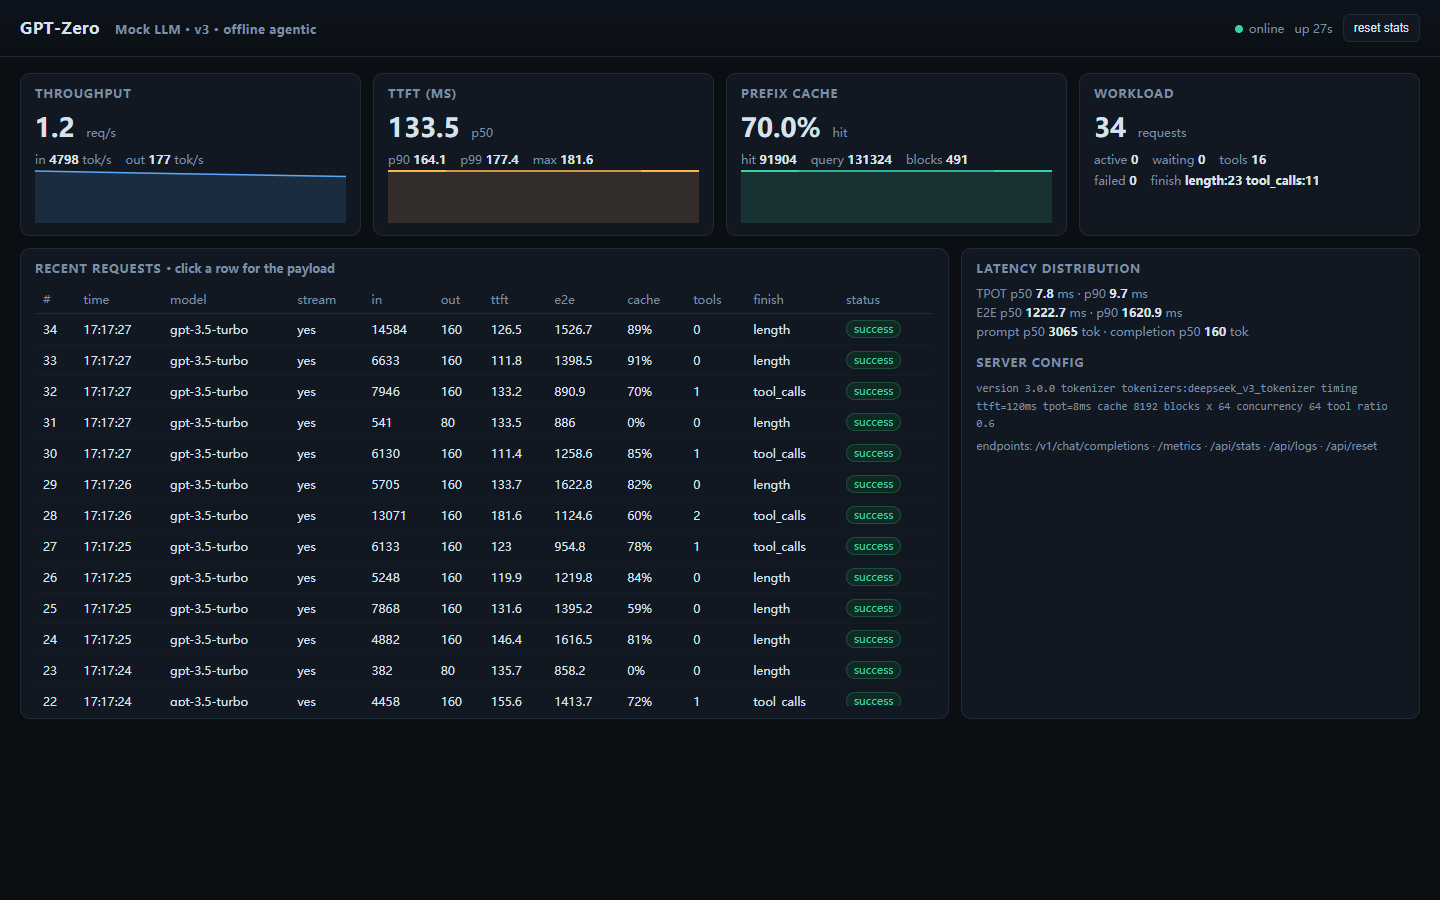 GPT-Zero Mock LLM • v3 • offline agentic online up 27s reset stats
THROUGHPUT
1.2 req/s
in 4798 tok/s out 177 tok/s
TTFT (MS)
133.5 p50
p90 164.1 p99 177.4 max 181.6
PREFIX CACHE
70.0% hit
hit 91904 query 131324 blocks 491
WORKLOAD
34 requests
active 0 waiting 0 tools 16
failed 0 finish length:23 tool_calls:11
RECENT REQUESTS • click a row for the payload
# time model stream in out ttft e2e cache tools finish status
34 17:17:27 gpt-3.5-turbo yes 14584 160 126.5 1526.7 89% 0 length success
33 17:17:27 gpt-3.5-turbo yes 6633 160 111.8 1398.5 91% 0 length success
32 17:17:27 gpt-3.5-turbo yes 7946 160 133.2 890.9 70% 1 tool_calls success
31 17:17:27 gpt-3.5-turbo yes 541 80 133.5 886 0% 0 length success
30 17:17:27 gpt-3.5-turbo yes 6130 160 111.4 1258.6 85% 1 tool_calls success
29 17:17:26 gpt-3.5-turbo yes 5705 160 133.7 1622.8 82% 0 length success
28 17:17:26 gpt-3.5-turbo yes 13071 160 181.6 1124.6 60% 2 tool_calls success
27 17:17:25 gpt-3.5-turbo yes 6133 160 123 954.8 78% 1 tool_calls success
26 17:17:25 gpt-3.5-turbo yes 5248 160 119.9 1219.8 84% 0 length success
25 17:17:25 gpt-3.5-turbo yes 7868 160 131.6 1395.2 59% 0 length success
24 17:17:25 gpt-3.5-turbo yes 4882 160 146.4 1616.5 81% 0 length success
23 17:17:24 gpt-3.5-turbo yes 382 80 135.7 858.2 0% 0 length success
22 17:17:24 gpt-3.5-turbo yes 4458 160 155.6 1413.7 72% 1 tool_calls success
LATENCY DISTRIBUTION
TPOT p50 7.8 ms · p90 9.7 ms
E2E p50 1222.7 ms · p90 1620.9 ms
prompt p50 3065 tok · completion p50 160 tok
SERVER CONFIG
version 3.0.0 tokenizer tokenizers:deepseek_v3_tokenizer timing
ttft=120ms tpot=8ms cache 8192 blocks x 64 concurrency 64 tool ratio
0.6
endpoints: /v1/chat/completions · /metrics · /api/stats · /api/logs · /api/reset